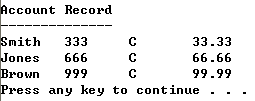 Account Record
--------------
Smith   333     C       33.33
Jones   666     C       66.66
Brown   999     C       99.99
Press any key to continue . . .